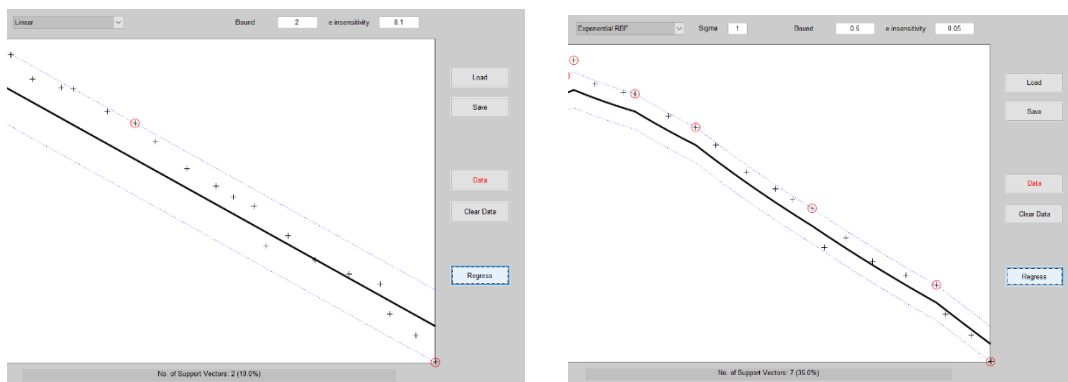 Linear Bound 2 e insensitivity 0.1
Load
Save
Data
Clear Data
Regress
No. of Support Vectors: 2 (10.0%)
Exponential RBF Sigma 1 Bound 0.5 e insensitivity 0.05
Load
Save
Data
Clear Data
Regress
No. of Support Vectors: 7 (35.0%)